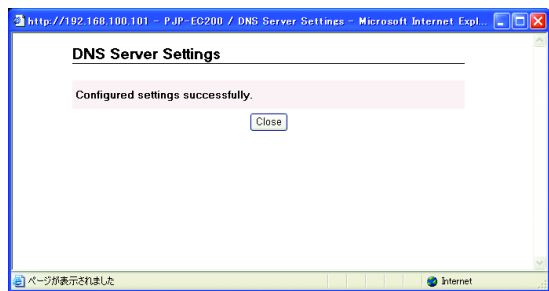 http://192.168.100.101 - PJP-EC200 / DNS Server Settings - Microsoft Internet Expl...
DNS Server Settings
Configured settings successfully.
Close
ページが表示されました
Internet